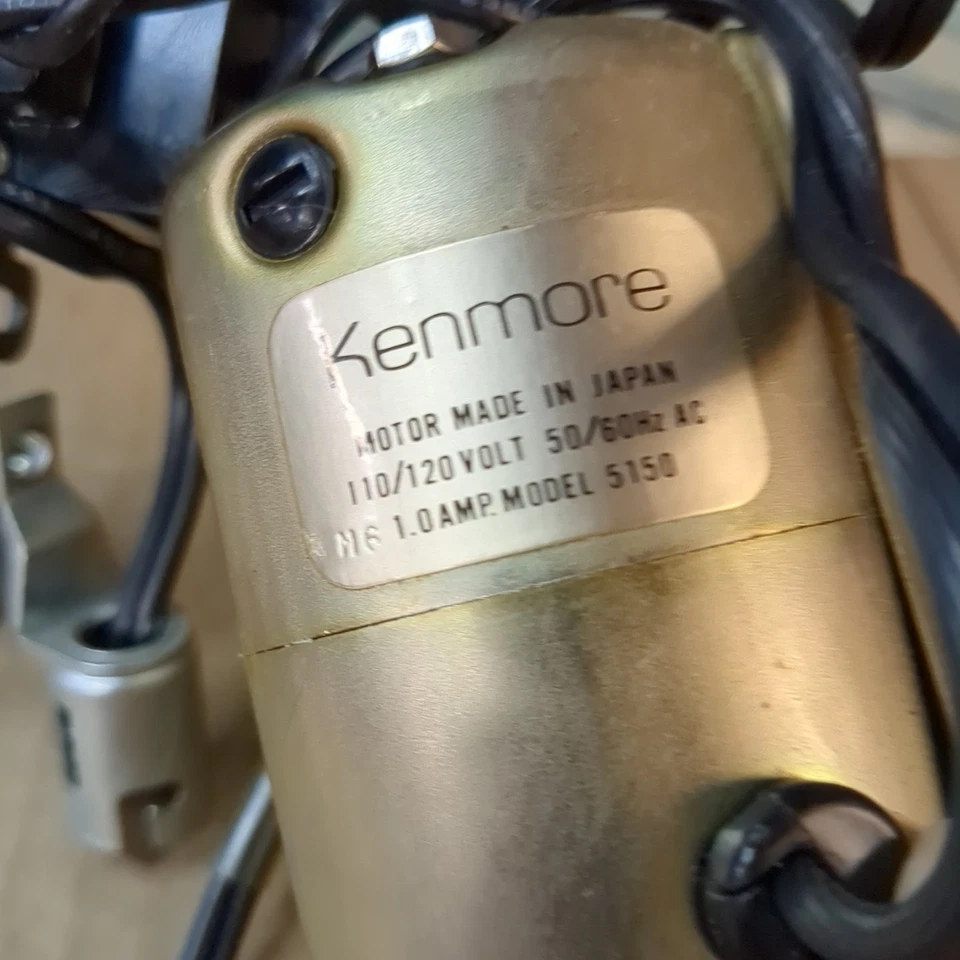 Kenmore
MOTOR MADE IN JAPAN
110/120 VOLT 50/60Hz AC
1.0 AMP. MODEL 5150